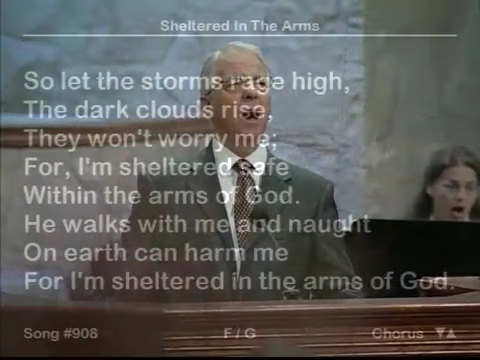 Sheltered In The Arms
So let the storms rage high,
The dark clouds rise,
They won't worry me;
For, I'm sheltered safe
Within the arms of God.
He walks with me and naught
On earth can harm me
For I'm sheltered in the arms of God.
Song #908 F / G Chorus ▼▲